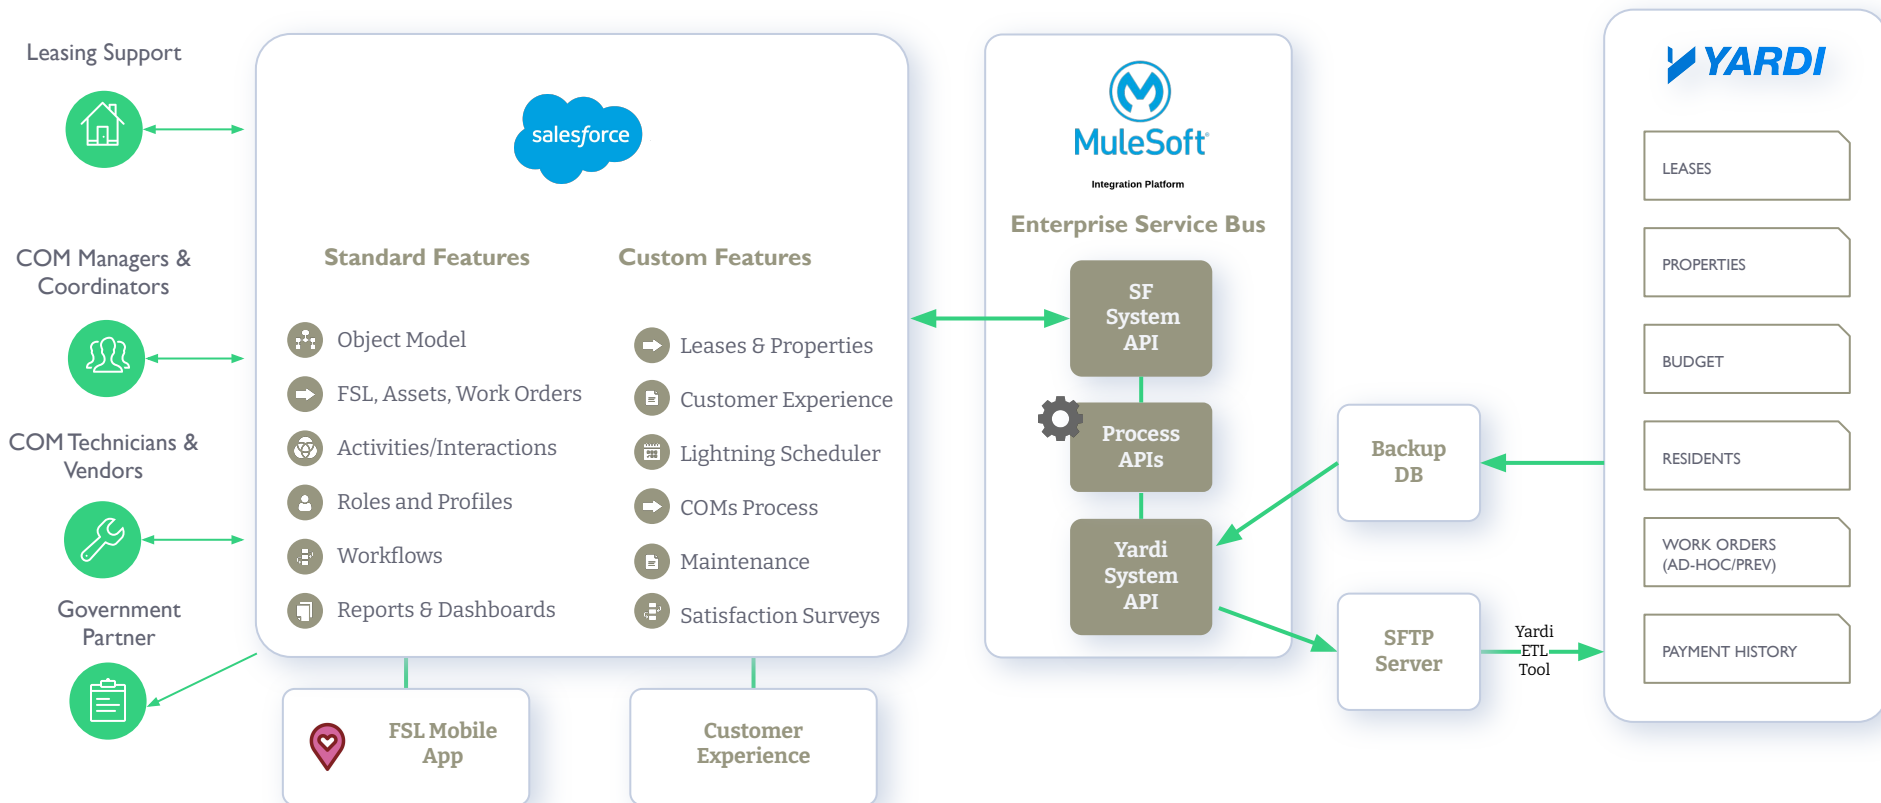 Leasing Support
COM Managers &
Coordinators
COM Technicians &
Vendors
Government
Partner
salesforce
Standard Features
Object Model
FSL, Assets, Work Orders
Activities/Interactions
Roles and Profiles
Workflows
Reports & Dashboards
Custom Features
Leases & Properties
Customer Experience
Lightning Scheduler
COMs Process
Maintenance
Satisfaction Surveys
FSL Mobile
App
Customer
Experience
MuleSoft
Integration Platform
Enterprise Service Bus
SF
System
API
Process
APIs
Yardi
System
API
Backup
DB
SFTP
Server
Yardi
ETL
Tool
YARDI
LEASES
PROPERTIES
BUDGET
RESIDENTS
WORK ORDERS
(AD-HOC/PREV)
PAYMENT HISTORY